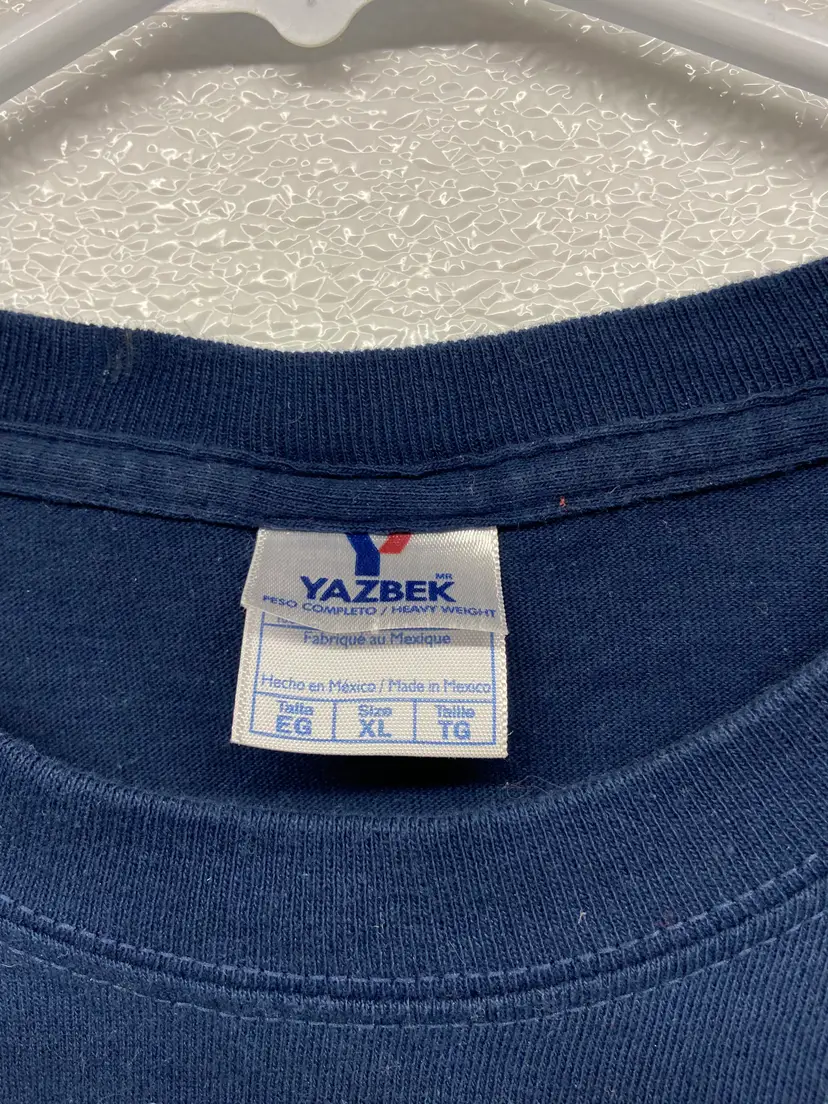 YAZBEK MR
PESO COMPLETO / HEAVY WEIGHT
Fabriqué au Mexique
Hecho en México / Made in Mexico
Talla Size Taille
EG XL TG